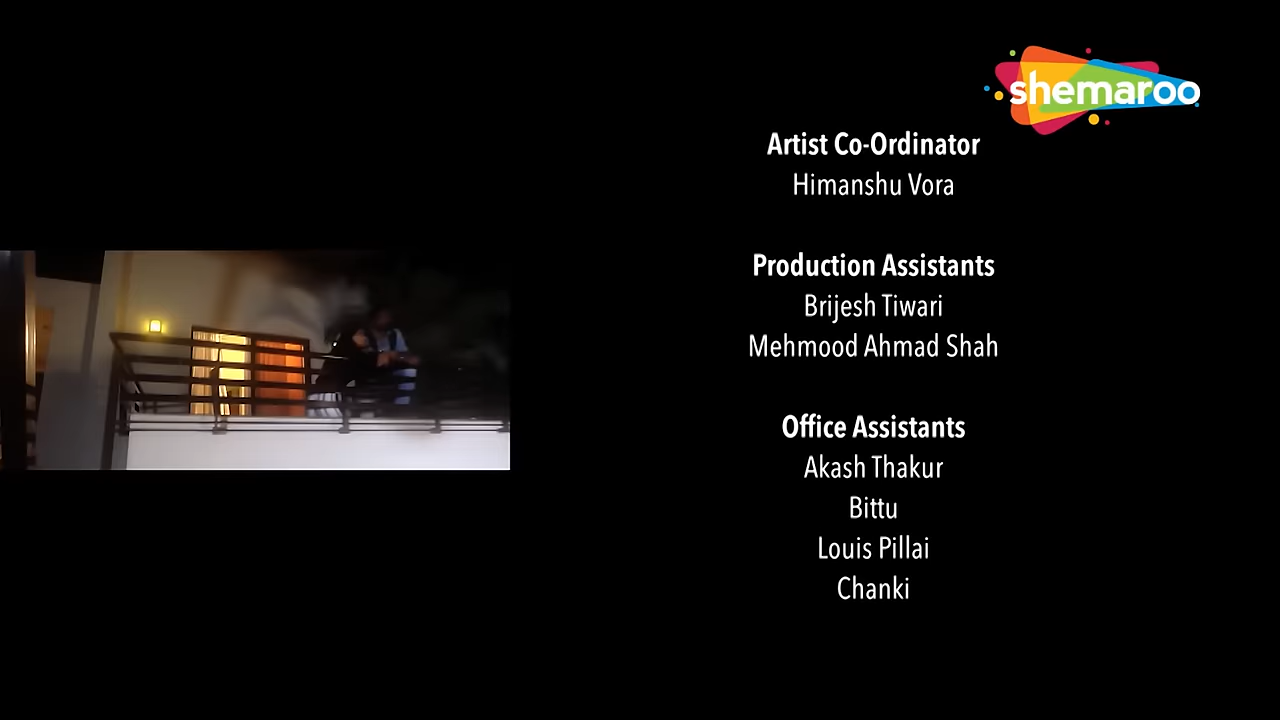 shemaroo
Artist Co-Ordinator
Himanshu Vora
Production Assistants
Brijesh Tiwari
Mehmood Ahmad Shah
Office Assistants
Akash Thakur
Bittu
Louis Pillai
Chanki